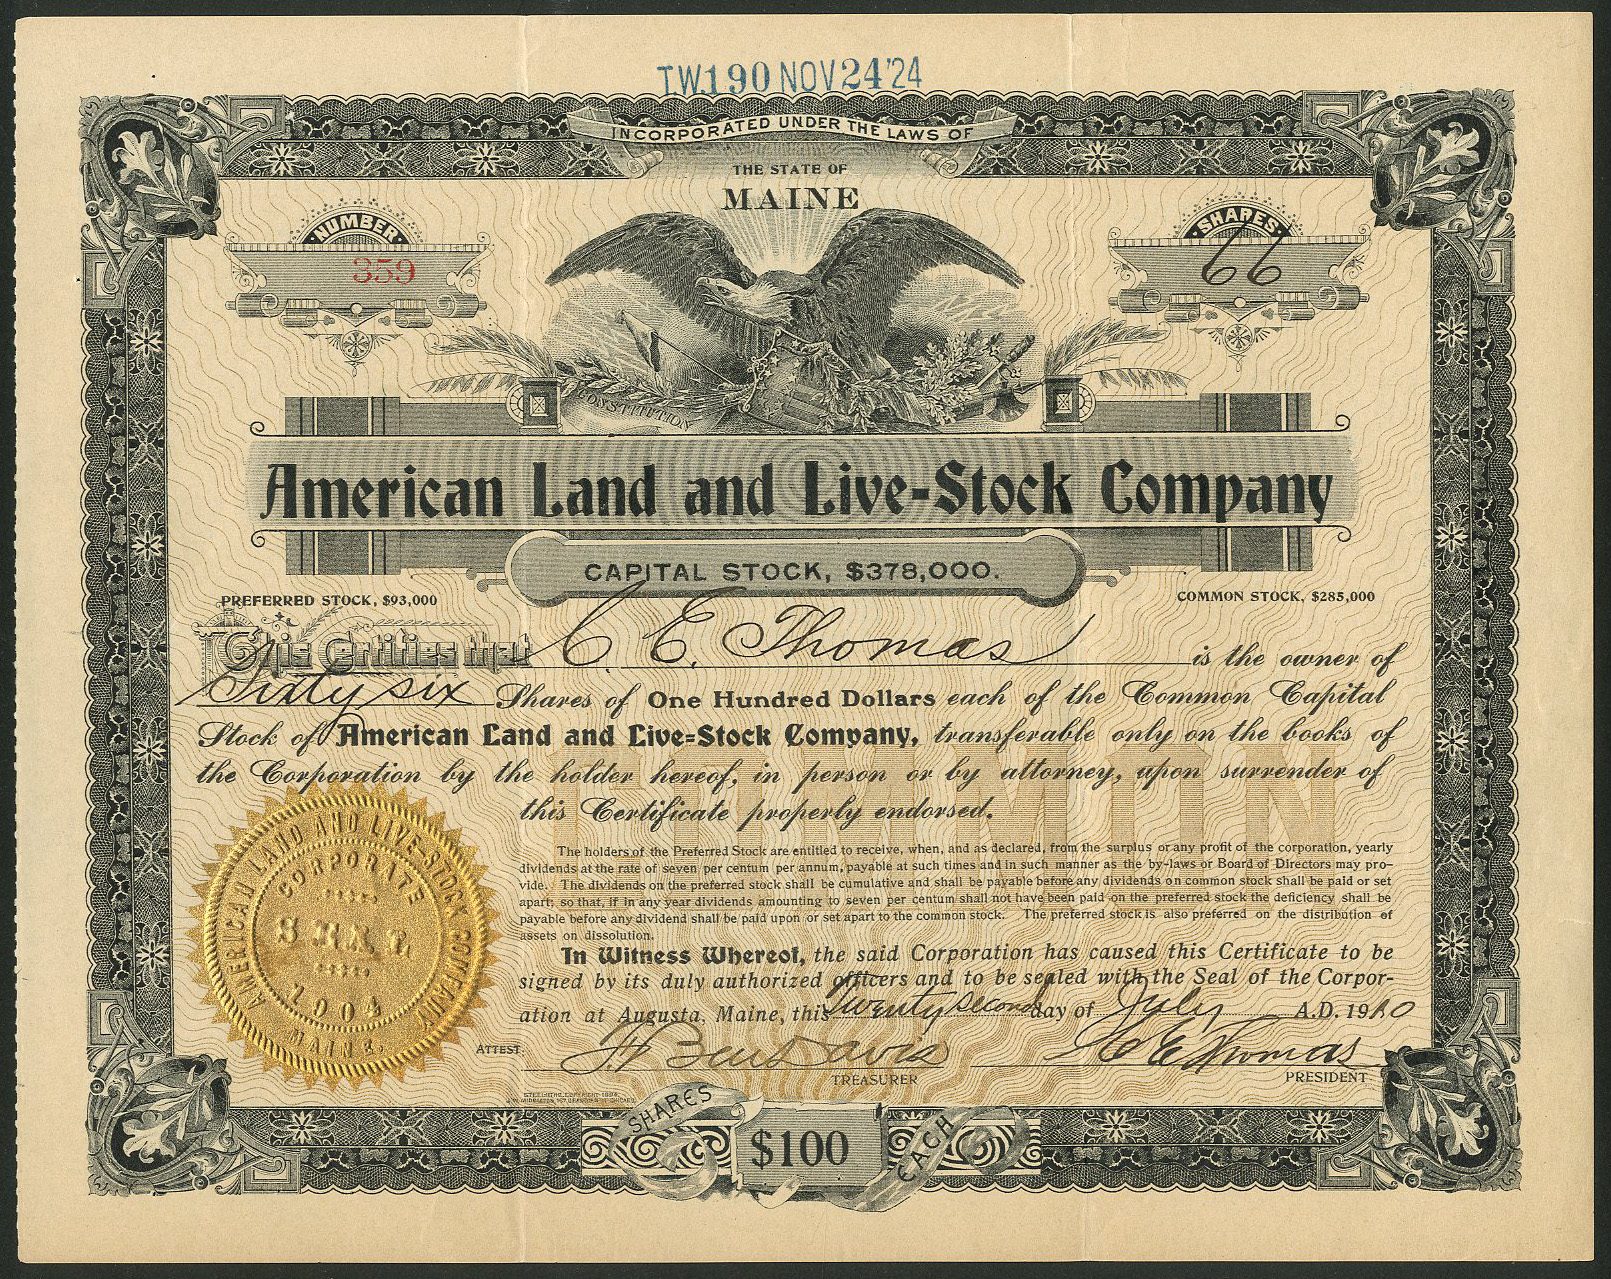 T.W.190 NOV 24 '24
INCORPORATED UNDER THE LAWS OF
THE STATE OF
MAINE
NUMBER
359
SHARES
66
CONSTITUTION
American Land and Live-Stock Company
CAPITAL STOCK, $378,000.
PREFERRED STOCK, $93,000
COMMON STOCK, $285,000
This Certifies that C. E. Thomas is the owner of
Sixty six Shares of One Hundred Dollars each of the Common Capital
Stock of American Land and Live-Stock Company, transferable only on the books of
the Corporation by the holder hereof, in person or by attorney, upon surrender of
this Certificate properly endorsed.
COMMON
The holders of the Preferred Stock are entitled to receive, when, and as declared, from the surplus or any profit of the corporation, yearly
dividends at the rate of seven per centum per annum, payable at such times and in such manner as the by-laws or Board of Directors may pro-
vide. The dividends on the preferred stock shall be cumulative and shall be payable before any dividends on common stock shall be paid or set
apart; so that, if in any year dividends amounting to seven per centum shall not have been paid on the preferred stock the deficiency shall be
payable before any dividend shall be paid upon or set apart to the common stock. The preferred stock is also preferred on the distribution of
assets on dissolution.
In Witness Whereof, the said Corporation has caused this Certificate to be
signed by its duly authorized officers and to be sealed with the Seal of the Corpor-
ation at Augusta, Maine, this Twenty second day of July A.D. 1910
AMERICAN LAND AND LIVE-STOCK COMPANY
CORPORATE
SEAL
1904
MAINE.
ATTEST.
Davis
C E Thomas
TREASURER
PRESIDENT
SHARES
$100
EACH